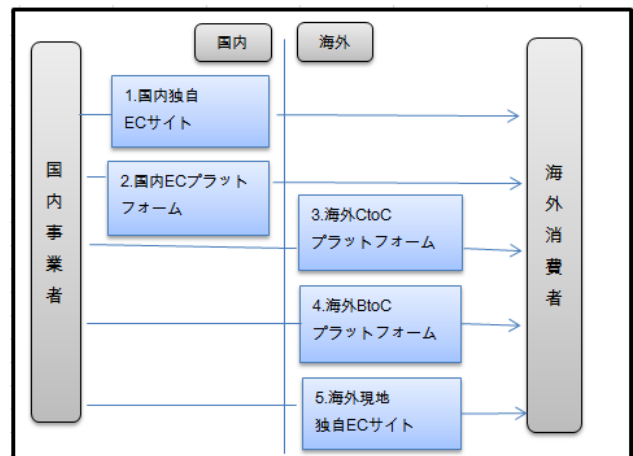 国内
海外
国内事業者
1.国内独自
ECサイト
2.国内ECプラット
フォーム
3.海外CtoC
プラットフォーム
4.海外BtoC
プラットフォーム
5.海外現地
独自ECサイト
海外消費者